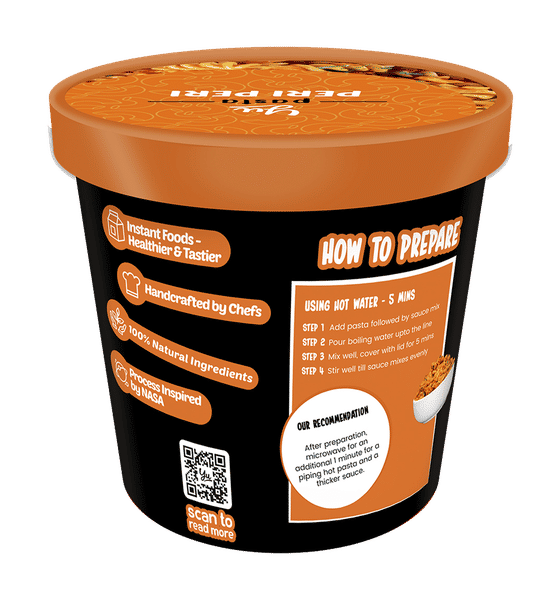 Yu
pasta
PERI PERI
Instant Foods -
Healthier & Tastier
Handcrafted by Chefs
100% Natural Ingredients
Process Inspired
by NASA
Yu
scan to
read more
HOW TO PREPARE
USING HOT WATER - 5 MINS
STEP 1 Add pasta followed by sauce mix
STEP 2 Pour boiling water upto the line
STEP 3 Mix well, cover with lid for 5 mins
STEP 4 Stir well till sauce mixes evenly
OUR RECOMMENDATION
After preparation,
microwave for an
additional 1 minute for a
piping hot pasta and a
thicker sauce.